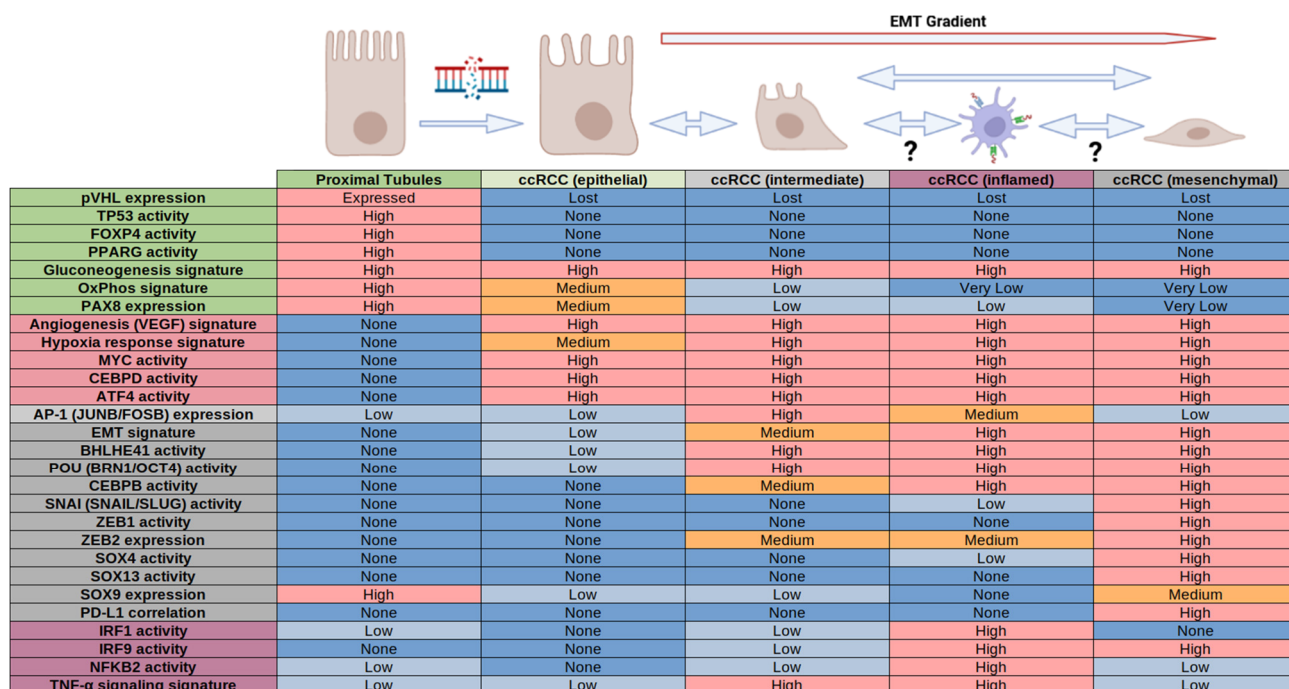 EMT Gradient
? ?
Proximal Tubules ccRCC (epithelial) ccRCC (intermediate) ccRCC (inflamed) ccRCC (mesenchymal)
pVHL expression Expressed Lost Lost Lost Lost
TP53 activity High None None None None
FOXP4 activity High None None None None
PPARG activity High None None None None
Gluconeogenesis signature High High High High High
OxPhos signature High Medium Low Very Low Very Low
PAX8 expression High Medium Low Low Very Low
Angiogenesis (VEGF) signature None High High High High
Hypoxia response signature None Medium High High High
MYC activity None High High High High
CEBPD activity None High High High High
ATF4 activity None High High High High
AP-1 (JUNB/FOSB) expression Low Low High Medium Low
EMT signature None Low Medium High High
BHLHE41 activity None Low High High High
POU (BRN1/OCT4) activity None Low High High High
CEBPB activity None None Medium High High
SNAI (SNAIL/SLUG) activity None None None Low High
ZEB1 activity None None None None High
ZEB2 expression None None Medium Medium High
SOX4 activity None None None Low High
SOX13 activity None None None None High
SOX9 expression High Low Low None Medium
PD-L1 correlation None None None None High
IRF1 activity Low None Low High None
IRF9 activity None None Low High High
NFKB2 activity Low None Low High Low
TNF-α signaling signature Low Low High High Low